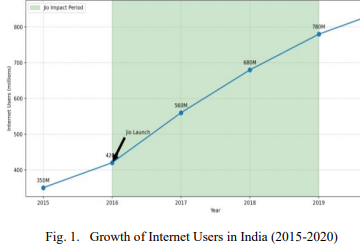 Jio Impact Period
800
780M
700
680M
Internet Users (millions)
600
560M
500
Jio Launch
400
350M
2015
2016
2017
2018
2019
Year
Fig. 1. Growth of Internet Users in India (2015-2020)